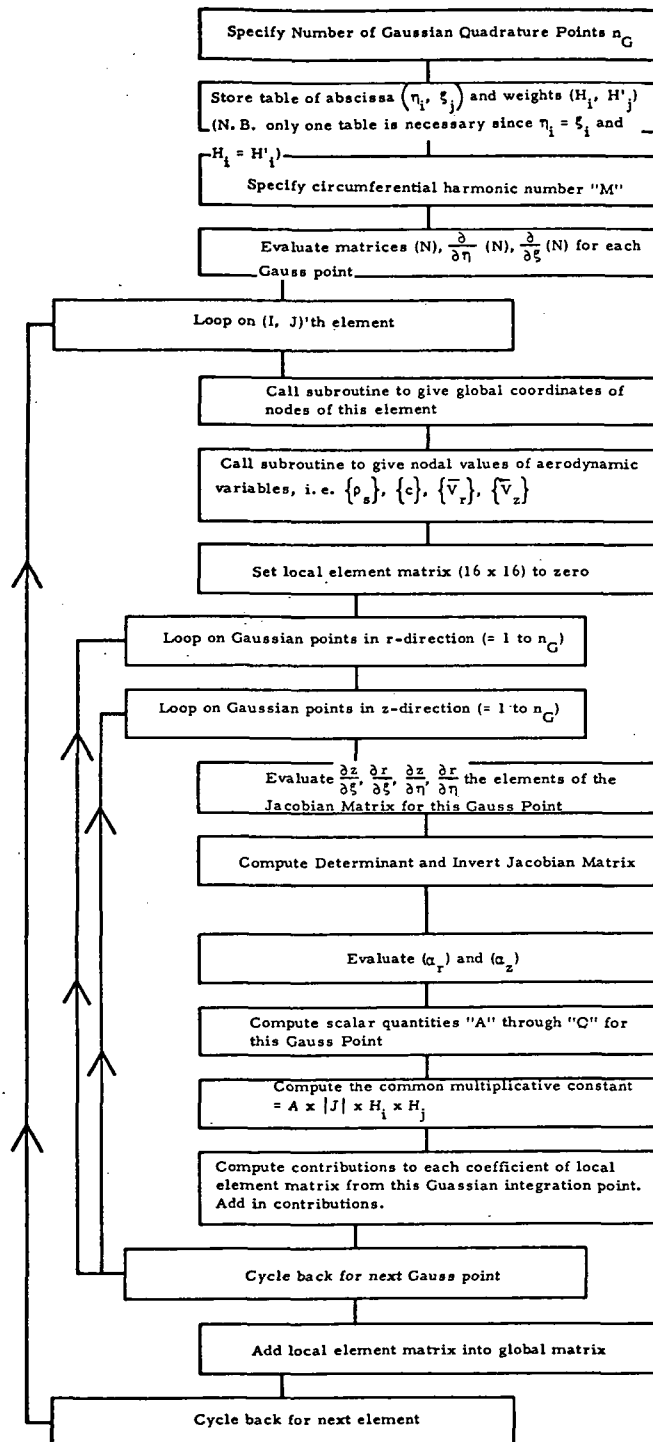 Specify Number of Gaussian Quadrature Points n_G
Store table of abscissa (η_i, ξ_j) and weights (H_i, H'_j)
(N. B. only one table is necessary since η_i = ξ_i and
H_i = H'_i)
Specify circumferential harmonic number "M"
Evaluate matrices (N), ∂/∂η (N), ∂/∂ξ (N) for each
Gauss point
Loop on (I, J)'th element
Call subroutine to give global coordinates of
nodes of this element
Call subroutine to give nodal values of aerodynamic
variables, i. e. {ρ_s}, {c}, {V̅_r}, {V̅_z}
Set local element matrix (16 x 16) to zero
Loop on Gaussian points in r-direction (= 1 to n_G)
Loop on Gaussian points in z-direction (= 1 to n_G)
Evaluate ∂z/∂ξ, ∂r/∂ξ, ∂z/∂η, ∂r/∂η the elements of the
Jacobian Matrix for this Gauss Point
Compute Determinant and Invert Jacobian Matrix
Evaluate (α_r) and (α_z)
Compute scalar quantities "A" through "Q" for
this Gauss Point
Compute the common multiplicative constant
= A x |J| x H_i x H_j
Compute contributions to each coefficient of local
element matrix from this Guassian integration point.
Add in contributions.
Cycle back for next Gauss point
Add local element matrix into global matrix
Cycle back for next element